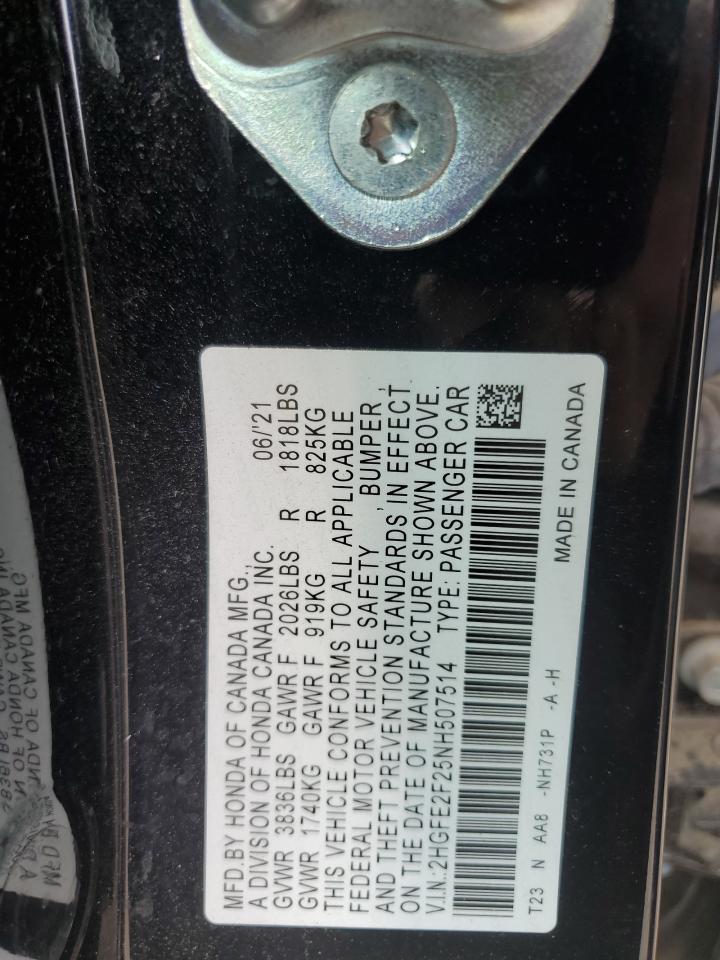 MFD.BY HONDA OF CANADA MFG., 06/'21
A DIVISION OF HONDA CANADA INC.
GVWR 3836LBS GAWR F 2026LBS R 1818LBS
GVWR 1740KG GAWR F 919KG R 825KG
THIS VEHICLE CONFORMS TO ALL APPLICABLE
FEDERAL MOTOR VEHICLE SAFETY , BUMPER ,
AND THEFT PREVENTION STANDARDS IN EFFECT
ON THE DATE OF MANUFACTURE SHOWN ABOVE.
V.I.N.:2HGFE2F25NH507514 TYPE: PASSENGER CAR
T23 N AA8 -NH731P -A -H
MADE IN CANADA